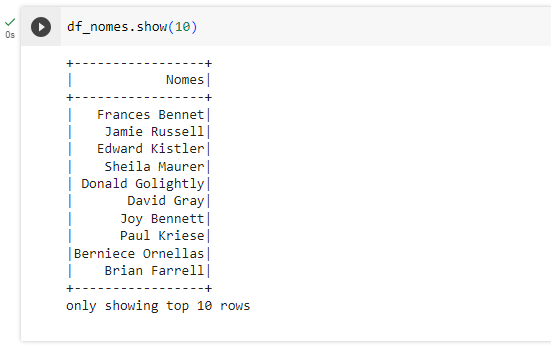 0s
df_nomes.show(10)
+-----------------+
|            Nomes|
+-----------------+
|   Frances Bennet|
|    Jamie Russell|
|   Edward Kistler|
|    Sheila Maurer|
| Donald Golightly|
|       David Gray|
|      Joy Bennett|
|      Paul Kriese|
|Berniece Ornellas|
|    Brian Farrell|
+-----------------+
only showing top 10 rows